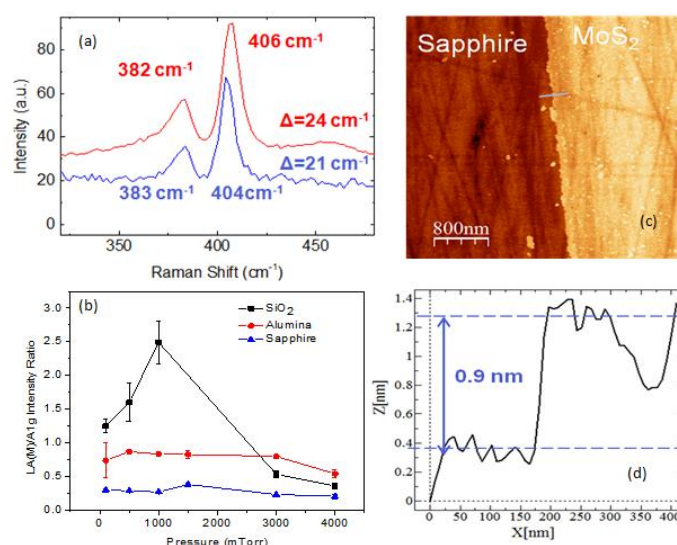 (a)
406 cm⁻¹
382 cm⁻¹
Δ=24 cm⁻¹
Δ=21 cm⁻¹
383 cm⁻¹
404cm⁻¹
80
60
40
20
0
Intensity (a.u.)
350
400
450
Raman Shift (cm⁻¹)
Sapphire
MoS₂
800nm
(c)
(b)
SiO₂
Alumina
Sapphire
3.0
2.5
2.0
1.5
1.0
0.5
0.0
LA(M)/A1g Intensity Ratio
0
1000
2000
3000
4000
Pressure (mTorr)
1.4
1.2
1
0.8
0.6
0.4
0.2
0
Z[nm]
0.9 nm
(d)
0
50
100
150
200
250
300
350
X[nm]